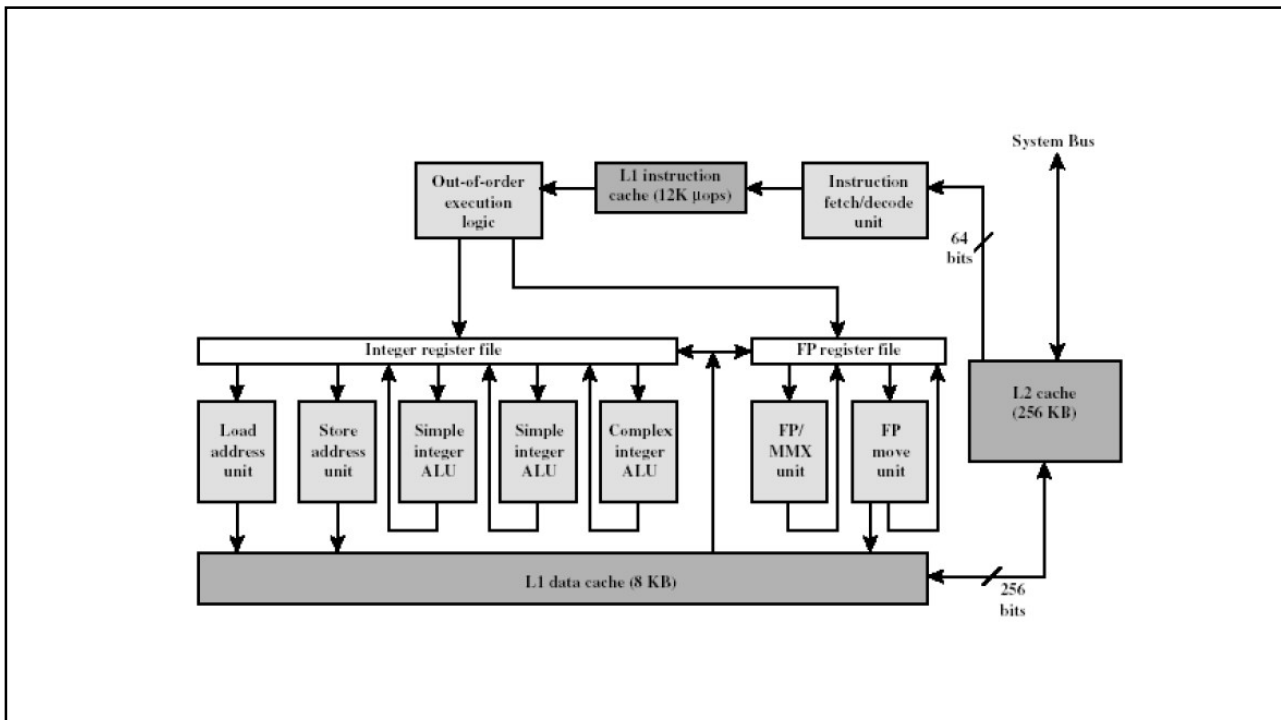 System Bus
Out-of-order
execution
logic
L1 instruction
cache (12K μops)
Instruction
fetch/decode
unit
64
bits
Integer register file
FP register file
L2 cache
(256 KB)
Load
address
unit
Store
address
unit
Simple
integer
ALU
Simple
integer
ALU
Complex
integer
ALU
FP/
MMX
unit
FP
move
unit
L1 data cache (8 KB)
256
bits